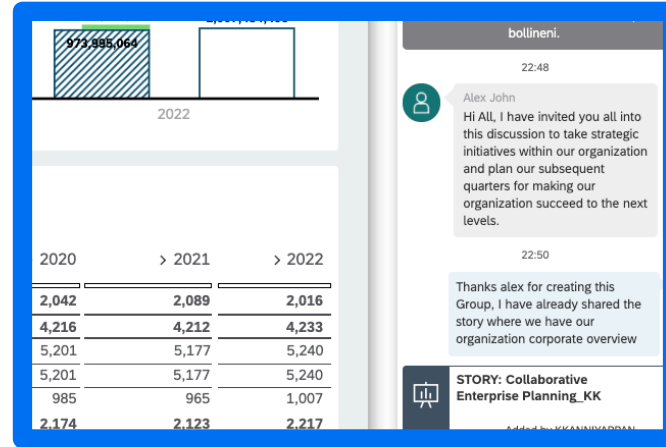 973,995,064
2022
2020 > 2021 > 2022
2,042 2,089 2,016
4,216 4,212 4,233
5,201 5,177 5,240
5,201 5,177 5,240
985 965 1,007
2,174 2,123 2,217
bollineni.
22:48
Alex John
Hi All, I have invited you all into
this discussion to take strategic
initiatives within our organization
and plan our subsequent
quarters for making our
organization succeed to the next
levels.
22:50
Thanks alex for creating this
Group, I have already shared the
story where we have our
organization corporate overview
STORY: Collaborative
Enterprise Planning_KK
Added by KKANNIYAPPAN